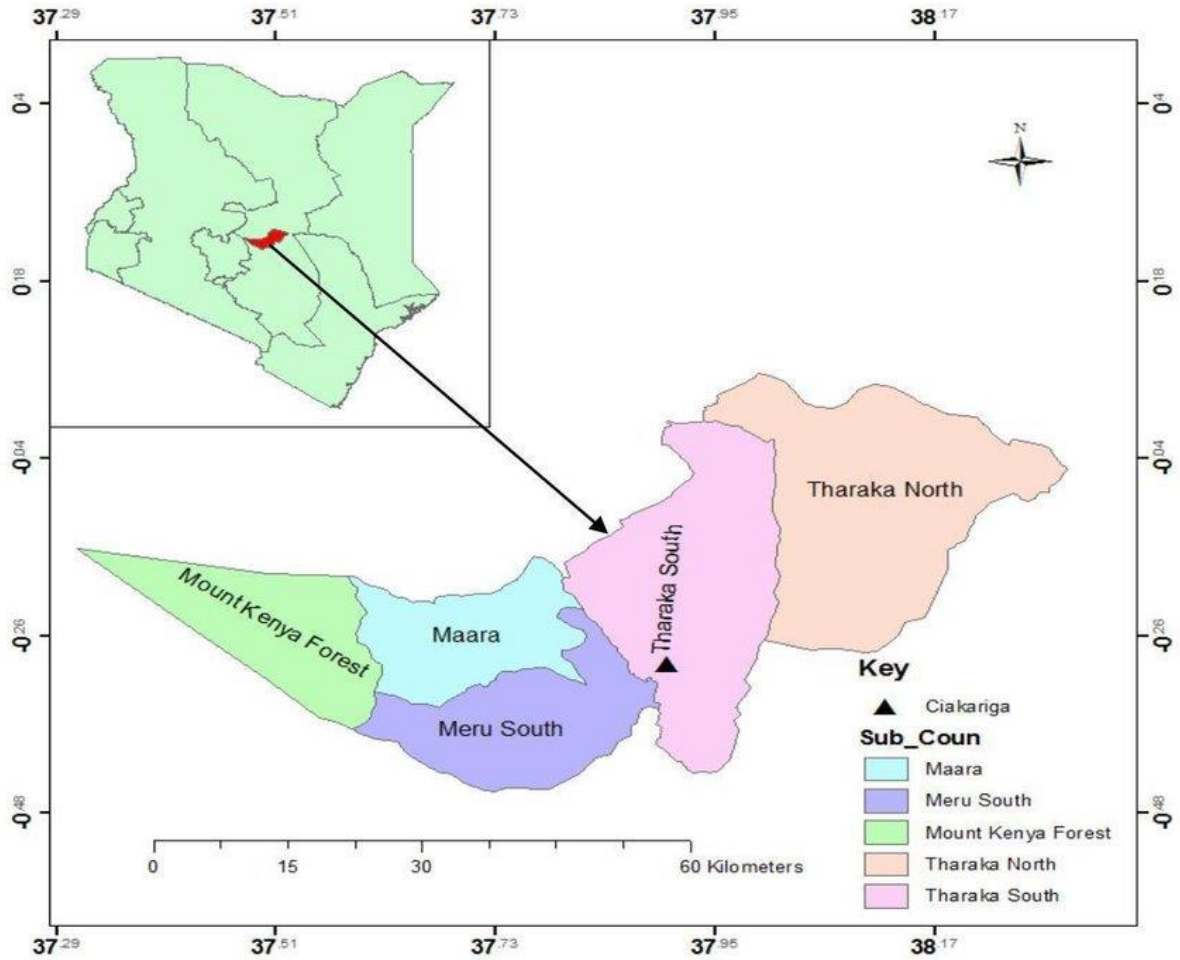 37.29 37.51 37.73 37.95 38.17
N
0.4 0.4
0.18 0.18
-0.04 -0.04
Tharaka North
Tharaka South
Mount Kenya Forest
Maara
-0.26 -0.26
Meru South
Key
Ciakariga
Sub_Coun
Maara
Meru South
Mount Kenya Forest
Tharaka North
Tharaka South
-0.48 -0.48
0 15 30 60 Kilometers
37.29 37.51 37.73 37.95 38.17